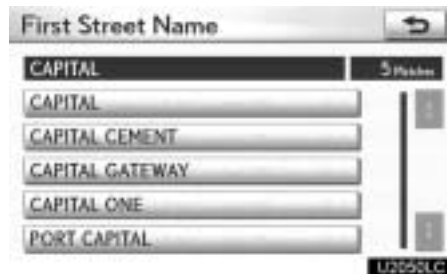 First Street Name
CAPITAL 5 Matches
CAPITAL
CAPITAL CEMENT
CAPITAL GATEWAY
CAPITAL ONE
PORT CAPITAL
U2050LC